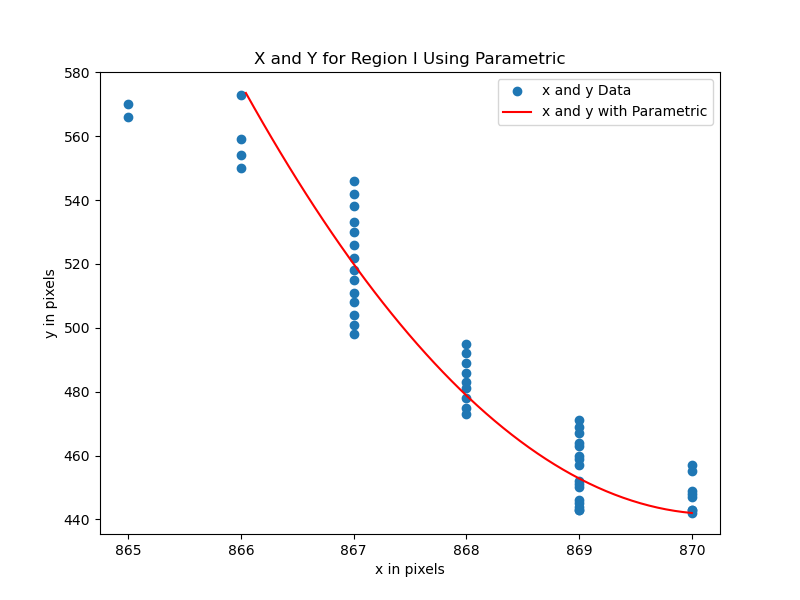 X and Y for Region I Using Parametric
x and y Data
x and y with Parametric
580
560
540
520
500
480
460
440
y in pixels
865 866 867 868 869 870
x in pixels